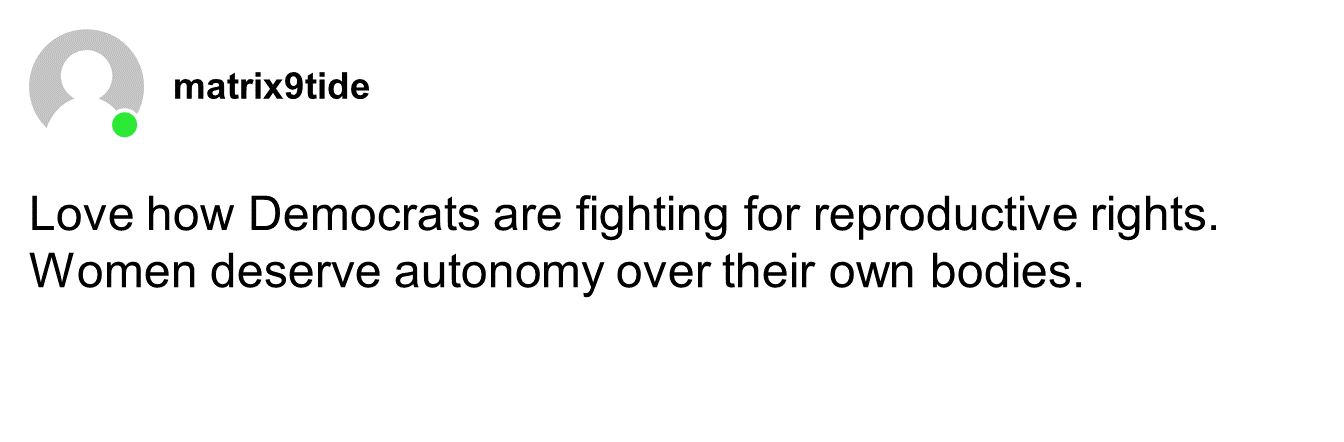 matrix9tide
Love how Democrats are fighting for reproductive rights.
Women deserve autonomy over their own bodies.